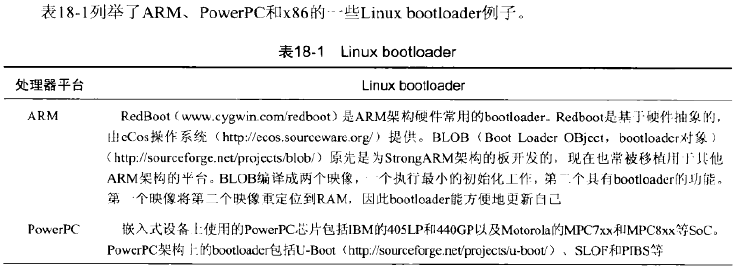 表18-1列举了ARM、PowerPC和x86的一些Linux bootloader例子。
表18-1 Linux bootloader
处理器平台 Linux bootloader
ARM RedBoot（www.cygwin.com/redboot）是ARM架构硬件常用的bootloader。Redboot是基于硬件抽象的，
由eCos操作系统（http://ecos.sourceware.org/）提供。BLOB（Boot Loader OBject，bootloader对象）
（http://sourceforge.net/projects/blob/）原先是为StrongARM架构的板开发的，现在也常被移植用于其他
ARM架构的平台。BLOB编译成两个映像，一个执行最小的初始化工作，第二个具有bootloader的功能。
第一个映像将第二个映像重定位到RAM，因此bootloader能方便地更新自己
PowerPC 嵌入式设备上使用的PowerPC芯片包括IBM的405LP和440GP以及Motorola的MPC7xx和MPC8xx等SoC。
PowerPC架构上的bootloader包括U-Boot（http://sourceforge.net/projects/u-boot/）、SLOF和PIBS等